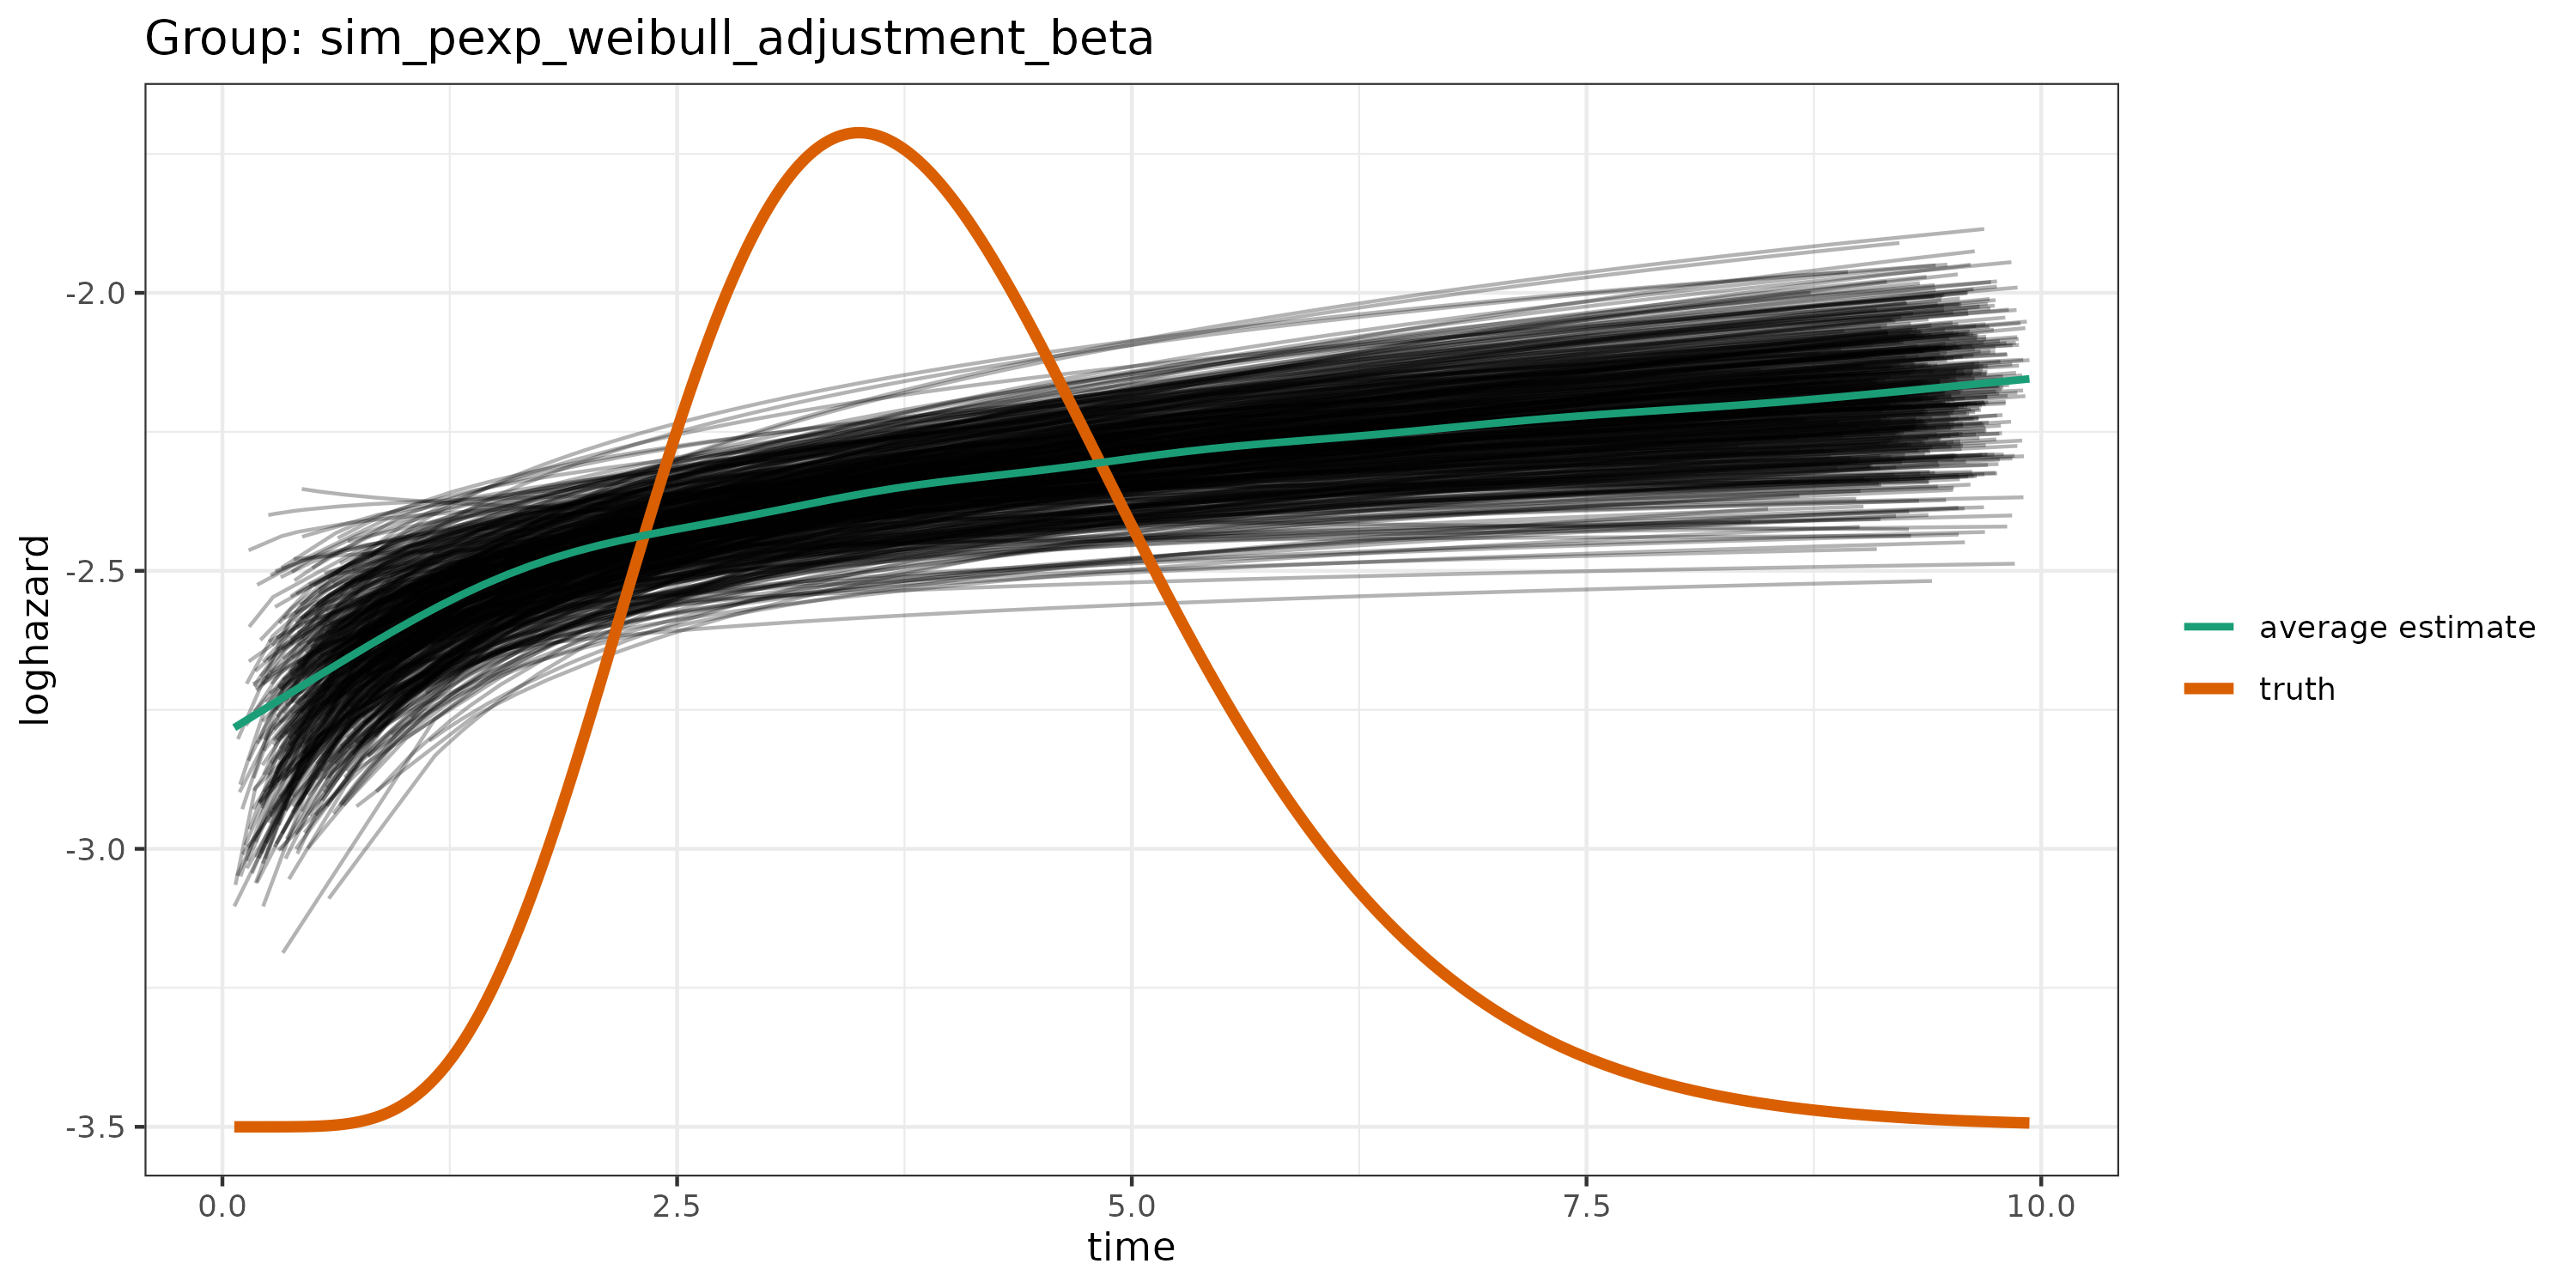 Group: sim_pexp_weibull_adjustment_beta
loghazard
-2.0
-2.5
-3.0
-3.5
0.0 2.5 5.0 7.5 10.0
time
average estimate
truth